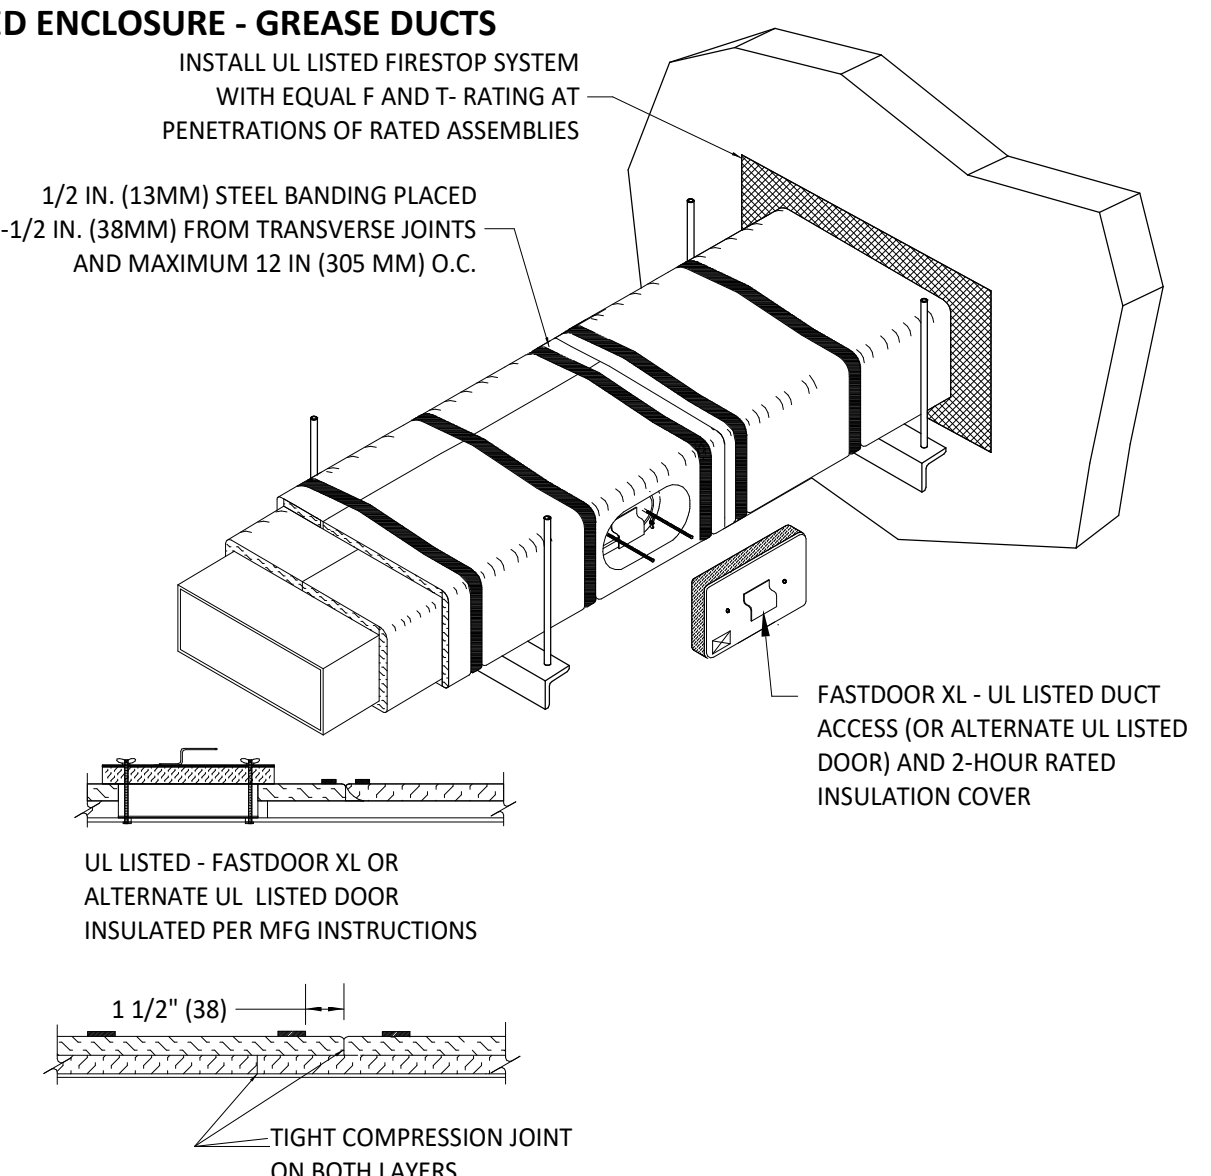 ED ENCLOSURE - GREASE DUCTS
INSTALL UL LISTED FIRESTOP SYSTEM
WITH EQUAL F AND T- RATING AT
PENETRATIONS OF RATED ASSEMBLIES
1/2 IN. (13MM) STEEL BANDING PLACED
-1/2 IN. (38MM) FROM TRANSVERSE JOINTS
AND MAXIMUM 12 IN (305 MM) O.C.
FASTDOOR XL - UL LISTED DUCT
ACCESS (OR ALTERNATE UL LISTED
DOOR) AND 2-HOUR RATED
INSULATION COVER
UL LISTED - FASTDOOR XL OR
ALTERNATE UL  LISTED DOOR
INSULATED PER MFG INSTRUCTIONS
1 1/2" (38)
TIGHT COMPRESSION JOINT
ON BOTH LAYERS